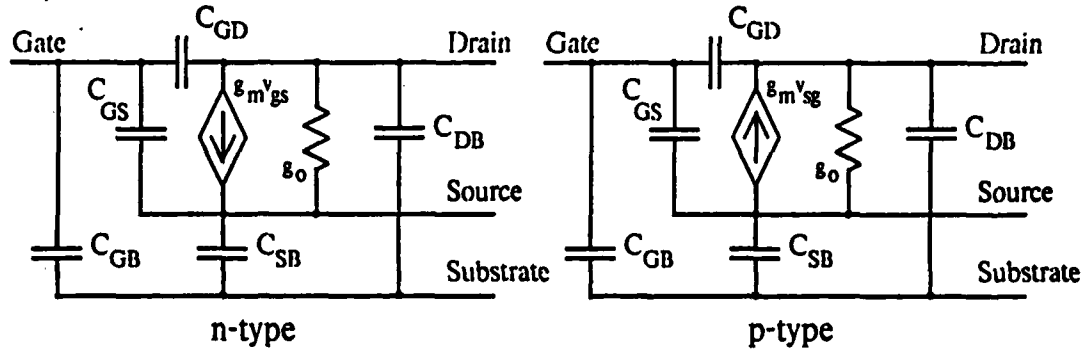 C_GD
Gate
Drain
g_m v_gs
C_GS
C_DB
g_o
Source
C_GB
C_SB
Substrate
n-type
C_GD
Gate
Drain
g_m v_sg
C_GS
C_DB
g_o
Source
C_GB
C_SB
Substrate
p-type